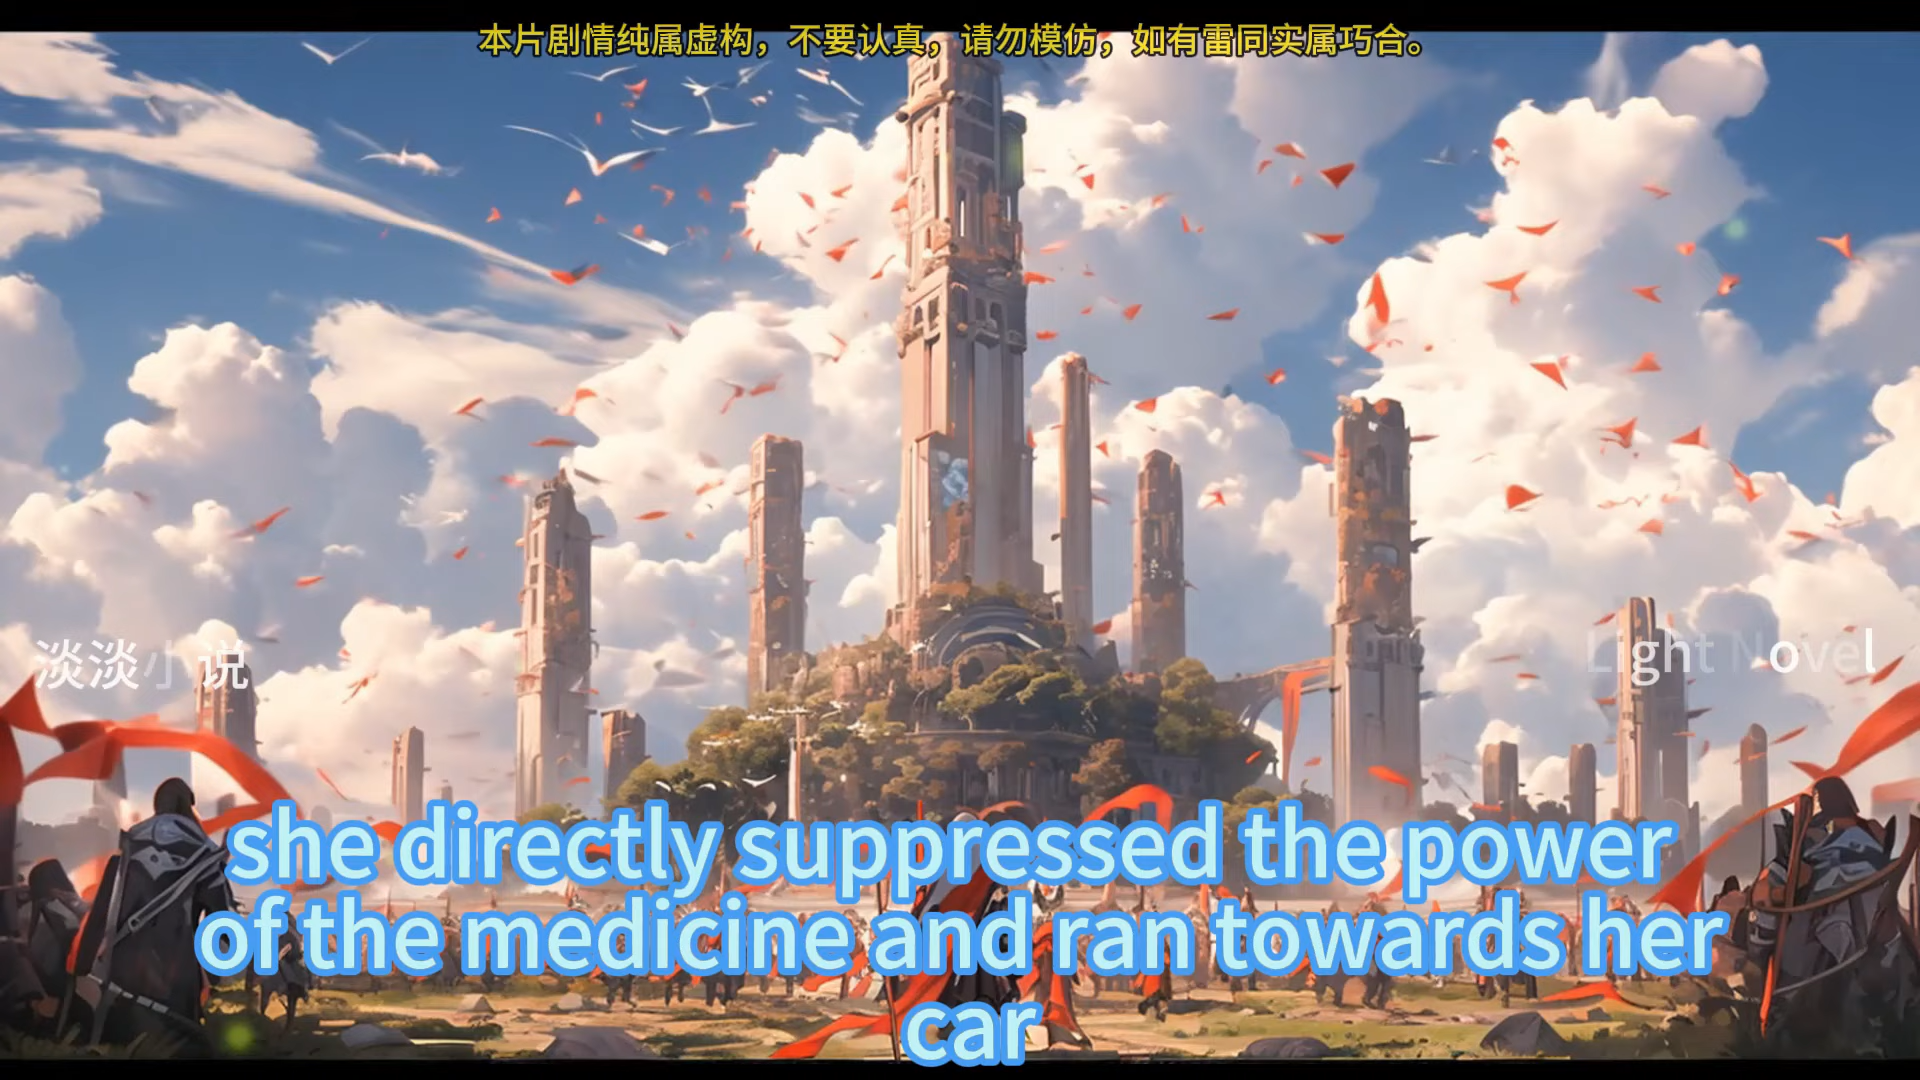 本片剧情纯属虚构，不要认真，请勿模仿，如有雷同实属巧合。
淡淡小说
Light Novel
she directly suppressed the power
of the medicine and ran towards her
car